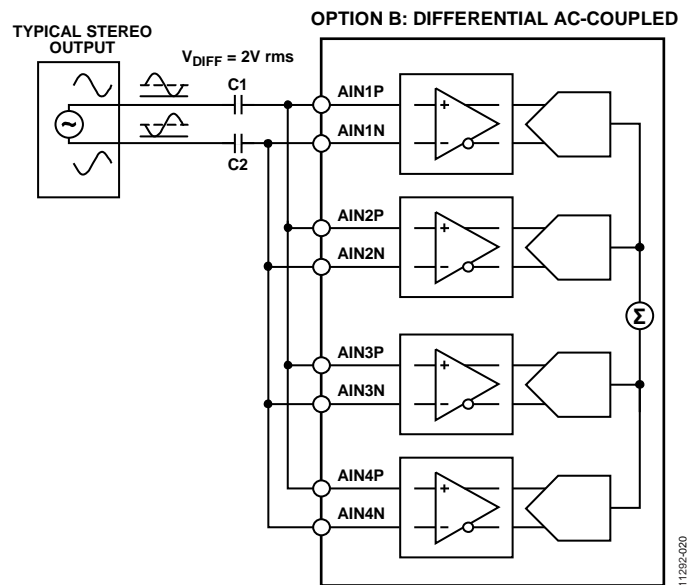 OPTION B: DIFFERENTIAL AC-COUPLED
TYPICAL STEREO
OUTPUT
VDIFF = 2V rms
C1
C2
AIN1P
+
AIN1N
–
AIN2P
+
AIN2N
–
Σ
AIN3P
+
AIN3N
–
AIN4P
+
AIN4N
–
~
11292-020